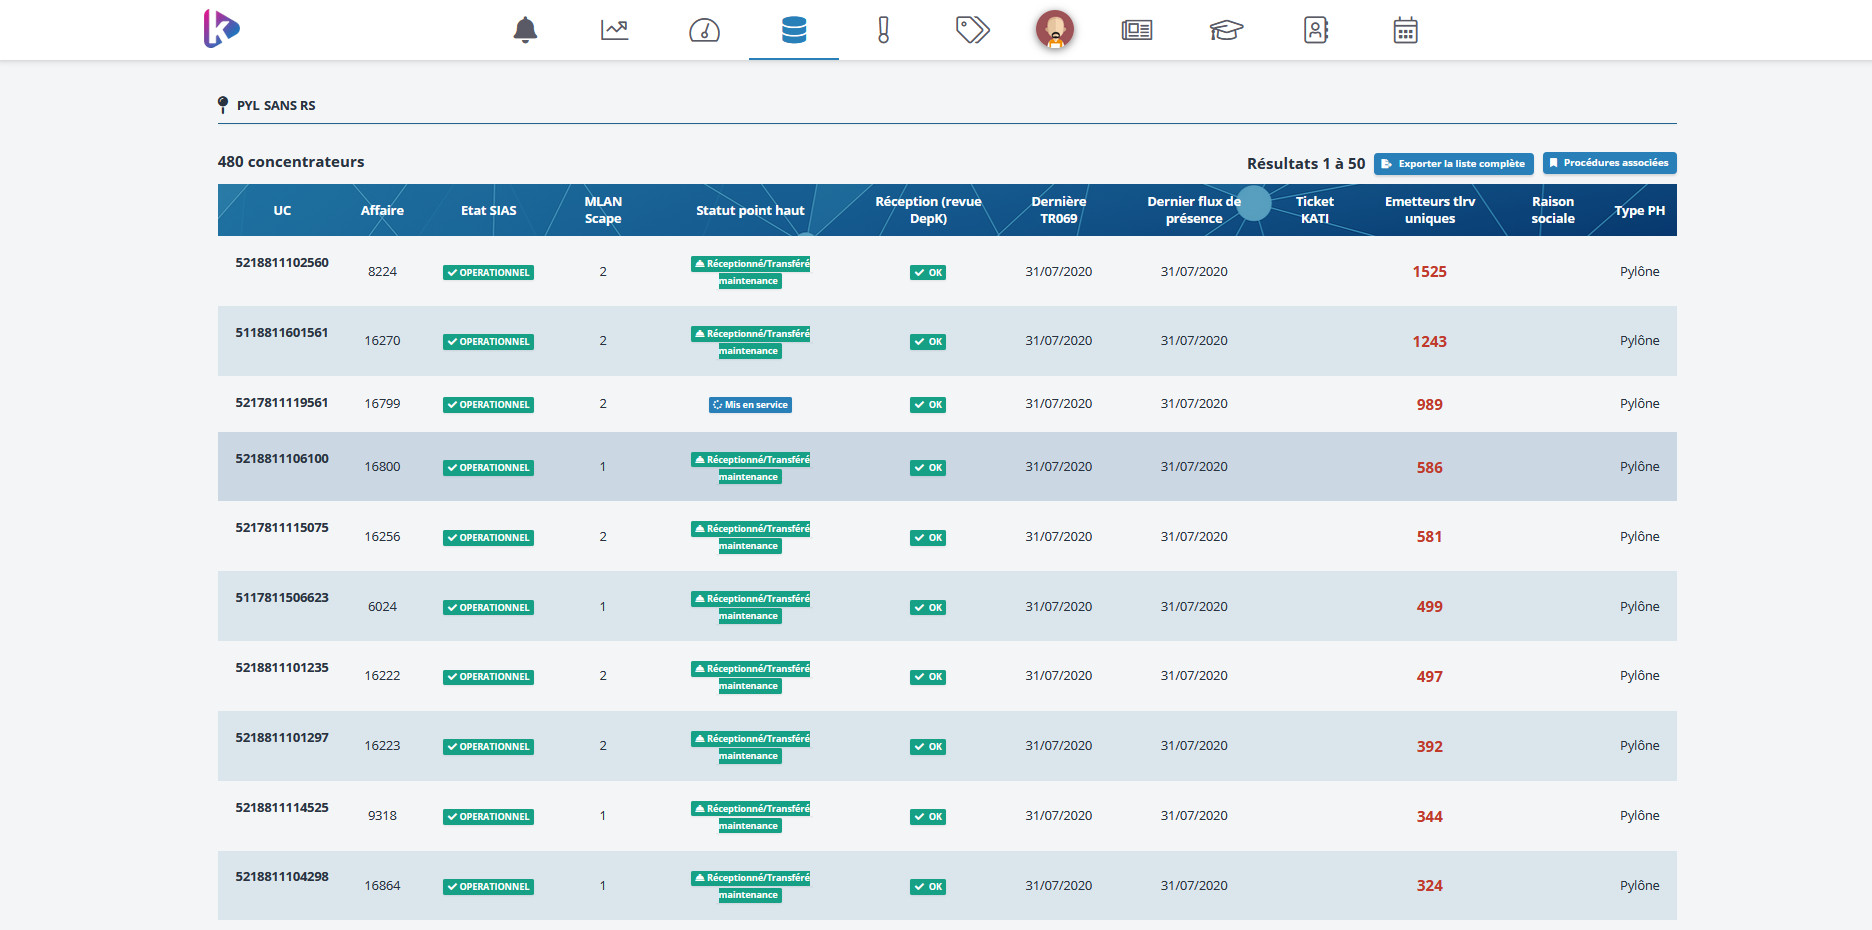 k
PYL SANS RS
480 concentrateurs
Résultats 1 à 50 Exporter la liste complète Procédures associées
UC Affaire Etat SIAS MLAN Scape Statut point haut Réception (revue DepK) Dernière TR069 Dernier flux de présence Ticket KATI Emetteurs tlrv uniques Raison sociale Type PH
5218811102560 8224 OPERATIONNEL 2 Réceptionné/Transféré maintenance OK 31/07/2020 31/07/2020 1525 Pylône
5118811601561 16270 OPERATIONNEL 2 Réceptionné/Transféré maintenance OK 31/07/2020 31/07/2020 1243 Pylône
5217811119561 16799 OPERATIONNEL 2 Mis en service OK 31/07/2020 31/07/2020 989 Pylône
5218811106100 16800 OPERATIONNEL 1 Réceptionné/Transféré maintenance OK 31/07/2020 31/07/2020 586 Pylône
5217811115075 16256 OPERATIONNEL 2 Réceptionné/Transféré maintenance OK 31/07/2020 31/07/2020 581 Pylône
5117811506623 6024 OPERATIONNEL 1 Réceptionné/Transféré maintenance OK 31/07/2020 31/07/2020 499 Pylône
5218811101235 16222 OPERATIONNEL 2 Réceptionné/Transféré maintenance OK 31/07/2020 31/07/2020 497 Pylône
5218811101297 16223 OPERATIONNEL 2 Réceptionné/Transféré maintenance OK 31/07/2020 31/07/2020 392 Pylône
5218811114525 9318 OPERATIONNEL 1 Réceptionné/Transféré maintenance OK 31/07/2020 31/07/2020 344 Pylône
5218811104298 16864 OPERATIONNEL 1 Réceptionné/Transféré maintenance OK 31/07/2020 31/07/2020 324 Pylône